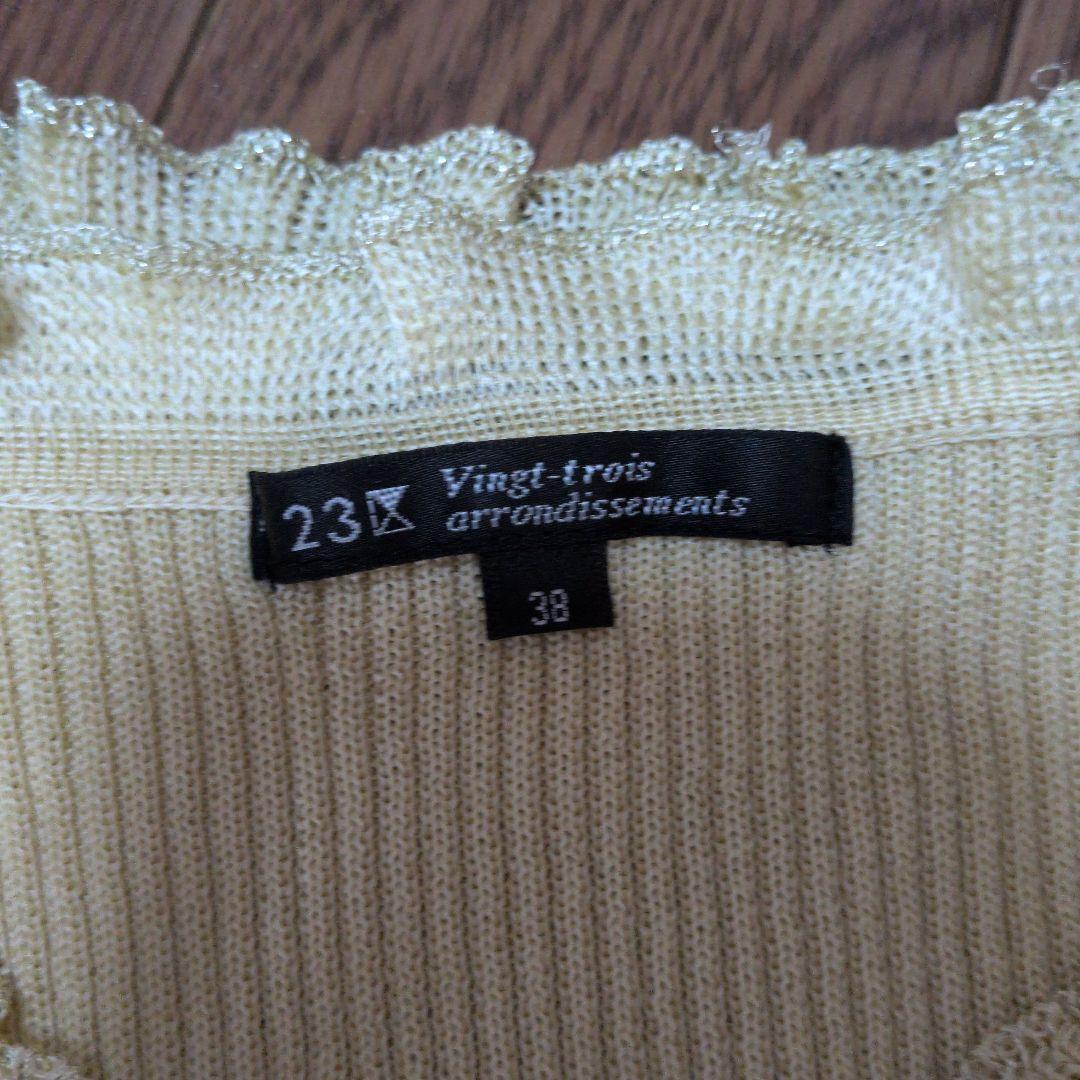 23区 Vingt-trois
arrondissements
38